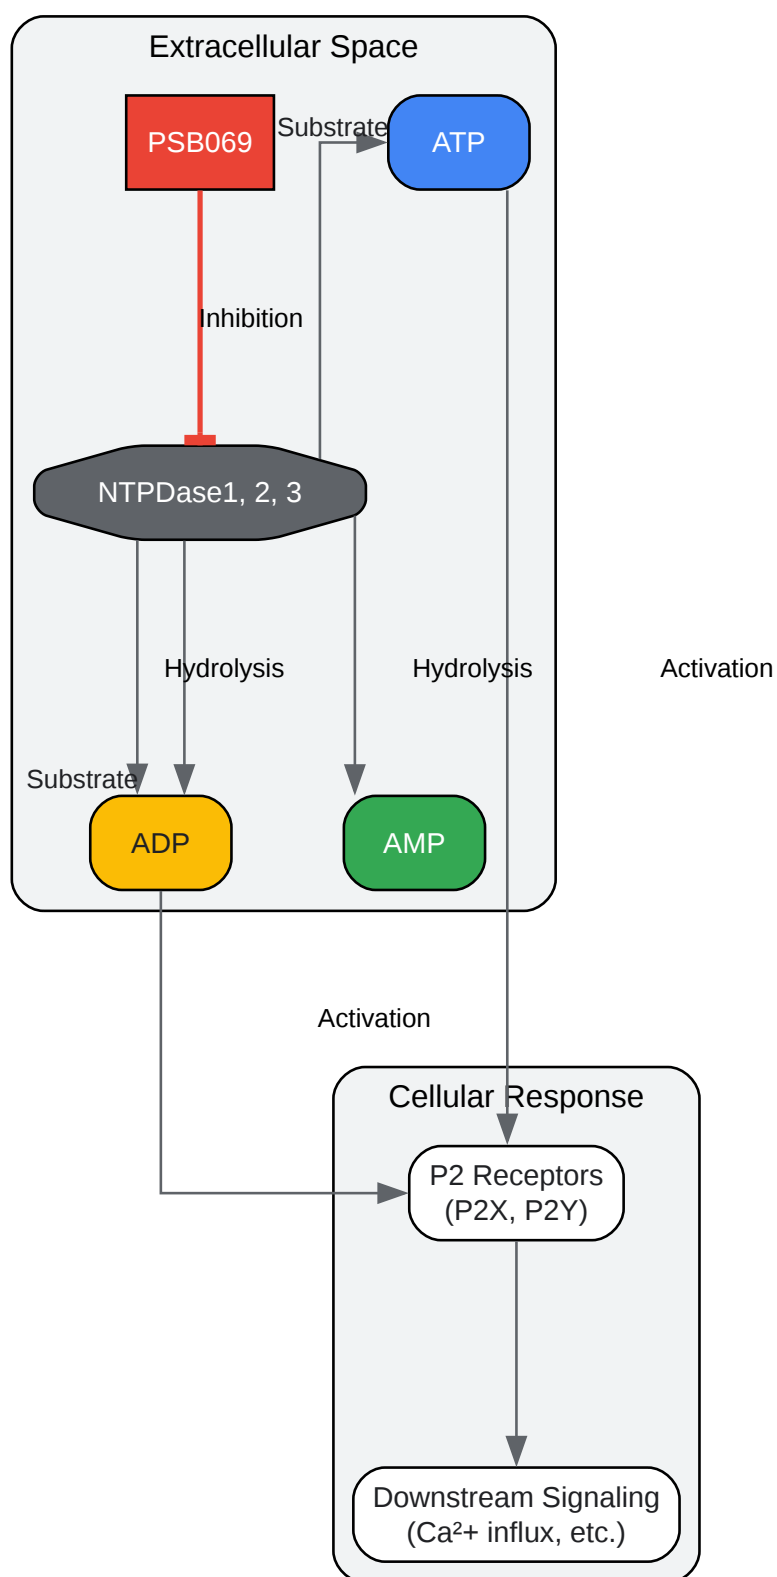 Extracellular Space
PSB069
Substrate
ATP
Inhibition
NTPDase1, 2, 3
Hydrolysis
Hydrolysis
Activation
Substrate
ADP
AMP
Activation
Cellular Response
P2 Receptors
(P2X, P2Y)
Downstream Signaling
(Ca²+ influx, etc.)